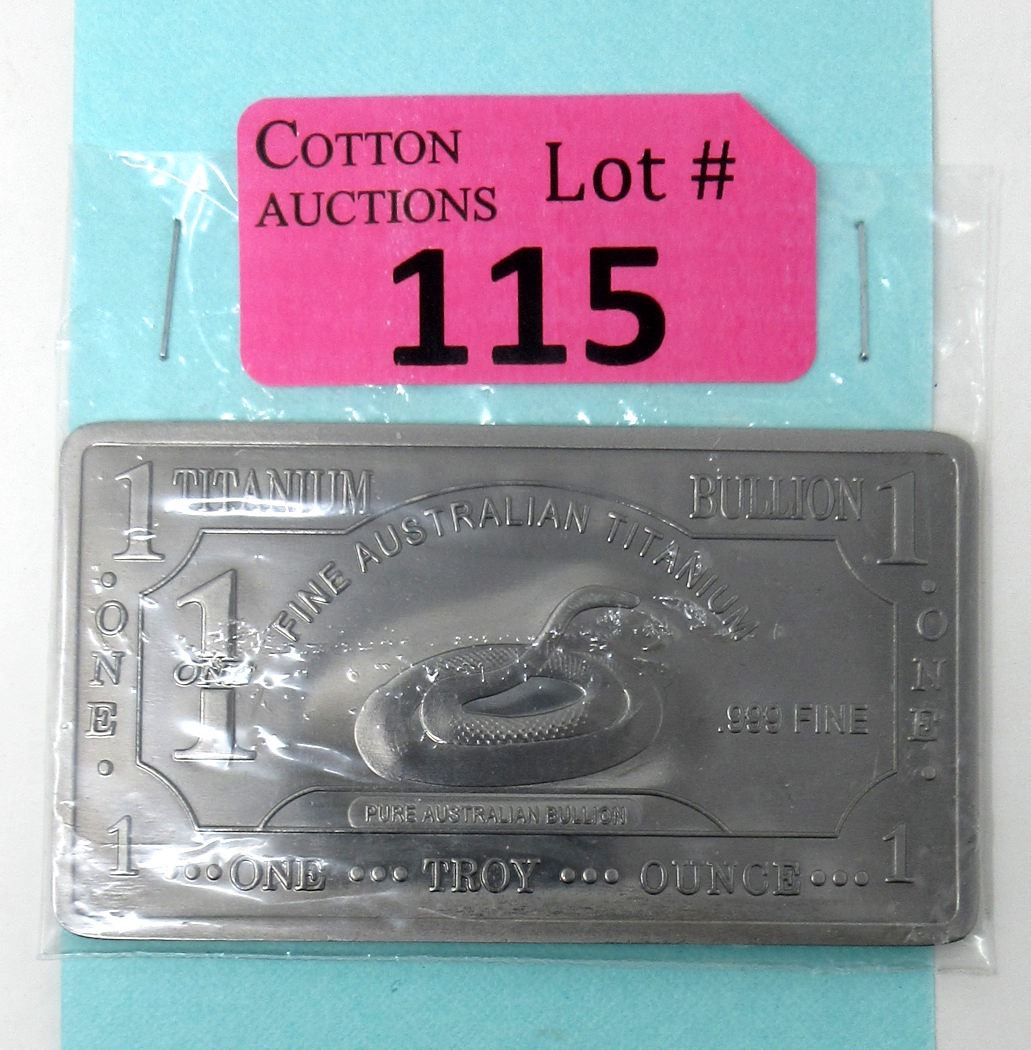 COTTON
AUCTIONS
Lot #
115
1 TITANIUM BULLION 1
FINE AUSTRALIAN TITANIUM
1
ONE
.ONE.
.ONE.
.999 FINE
PURE AUSTRALIAN BULLION
1 ...ONE ... TROY ... OUNCE... 1